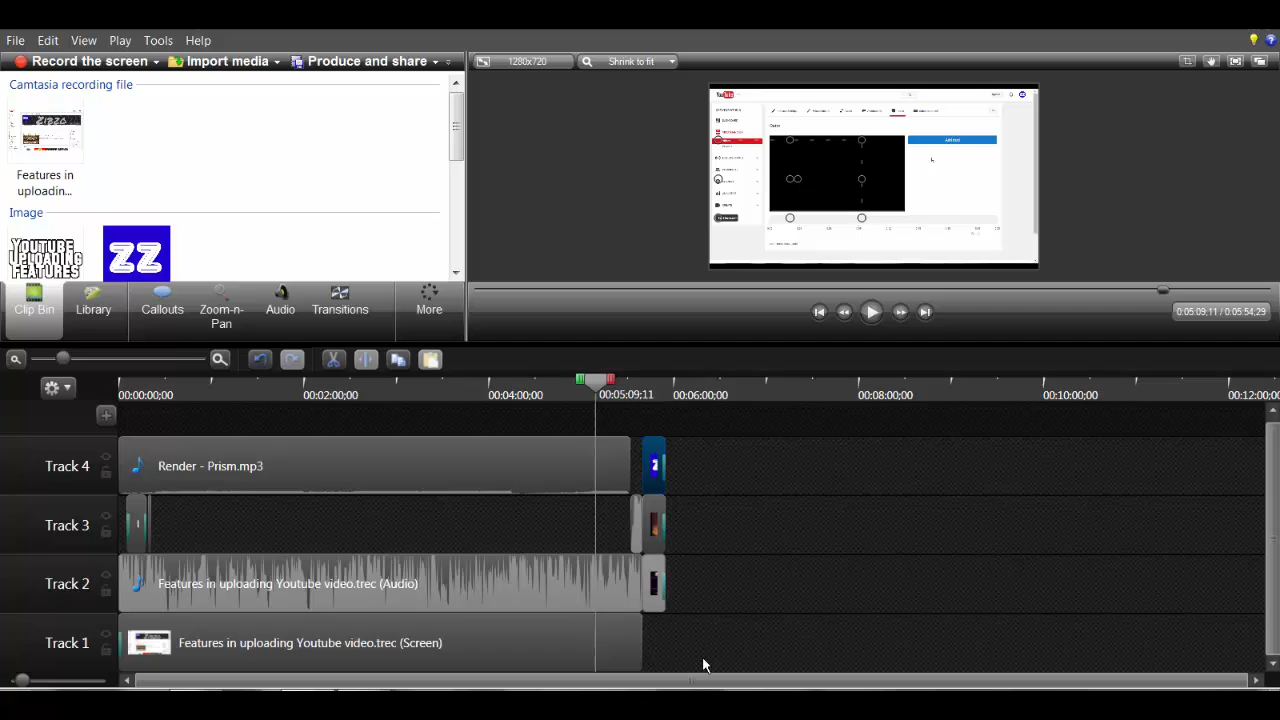 File Edit View Play Tools Help
Record the screen Import media Produce and share
1280x720 Shrink to fit
Camtasia recording file
ZIZZO
Features in
uploadin...
Image
YOUTUBE
UPLOADING
FEATURES
ZZ
Clip Bin Library Callouts Zoom-n-Pan Audio Transitions More
0:05:09;11 / 0:05:54;29
00:00:00;00 00:02:00;00 00:04:00;00 00:05:09;11 00:06:00;00 00:08:00;00 00:10:00;00 00:12:00;00
Track 4 Render - Prism.mp3
Track 3
Track 2 Features in uploading Youtube video.trec (Audio)
Track 1 Features in uploading Youtube video.trec (Screen)